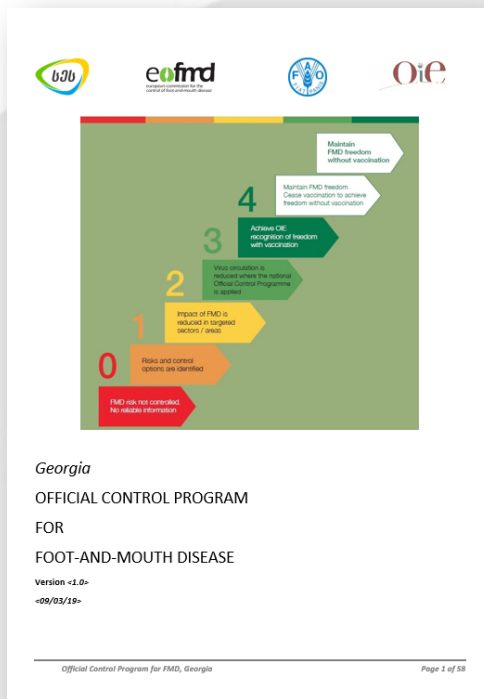 სეს
eofmd
european commission for the
control of foot-and-mouth disease
FAO
FIAT PANIS
Oie
Maintain
FMD freedom
without vaccination
Maintain FMD freedom.
Cease vaccination to achieve
freedom without vaccination
4
Achieve OIE
recognition of freedom
with vaccination
3
Virus circulation is
reduced where the national
Official Control Programme
is applied
2
Impact of FMD is
reduced in targeted
sectors / areas
1
Risks and control
options are identified
0
FMD risk not controlled.
No reliable information
Georgia
OFFICIAL CONTROL PROGRAM
FOR
FOOT-AND-MOUTH DISEASE
Version <1.0>
<09/03/19>
Official Control Program for FMD, Georgia
Page 1 of 58